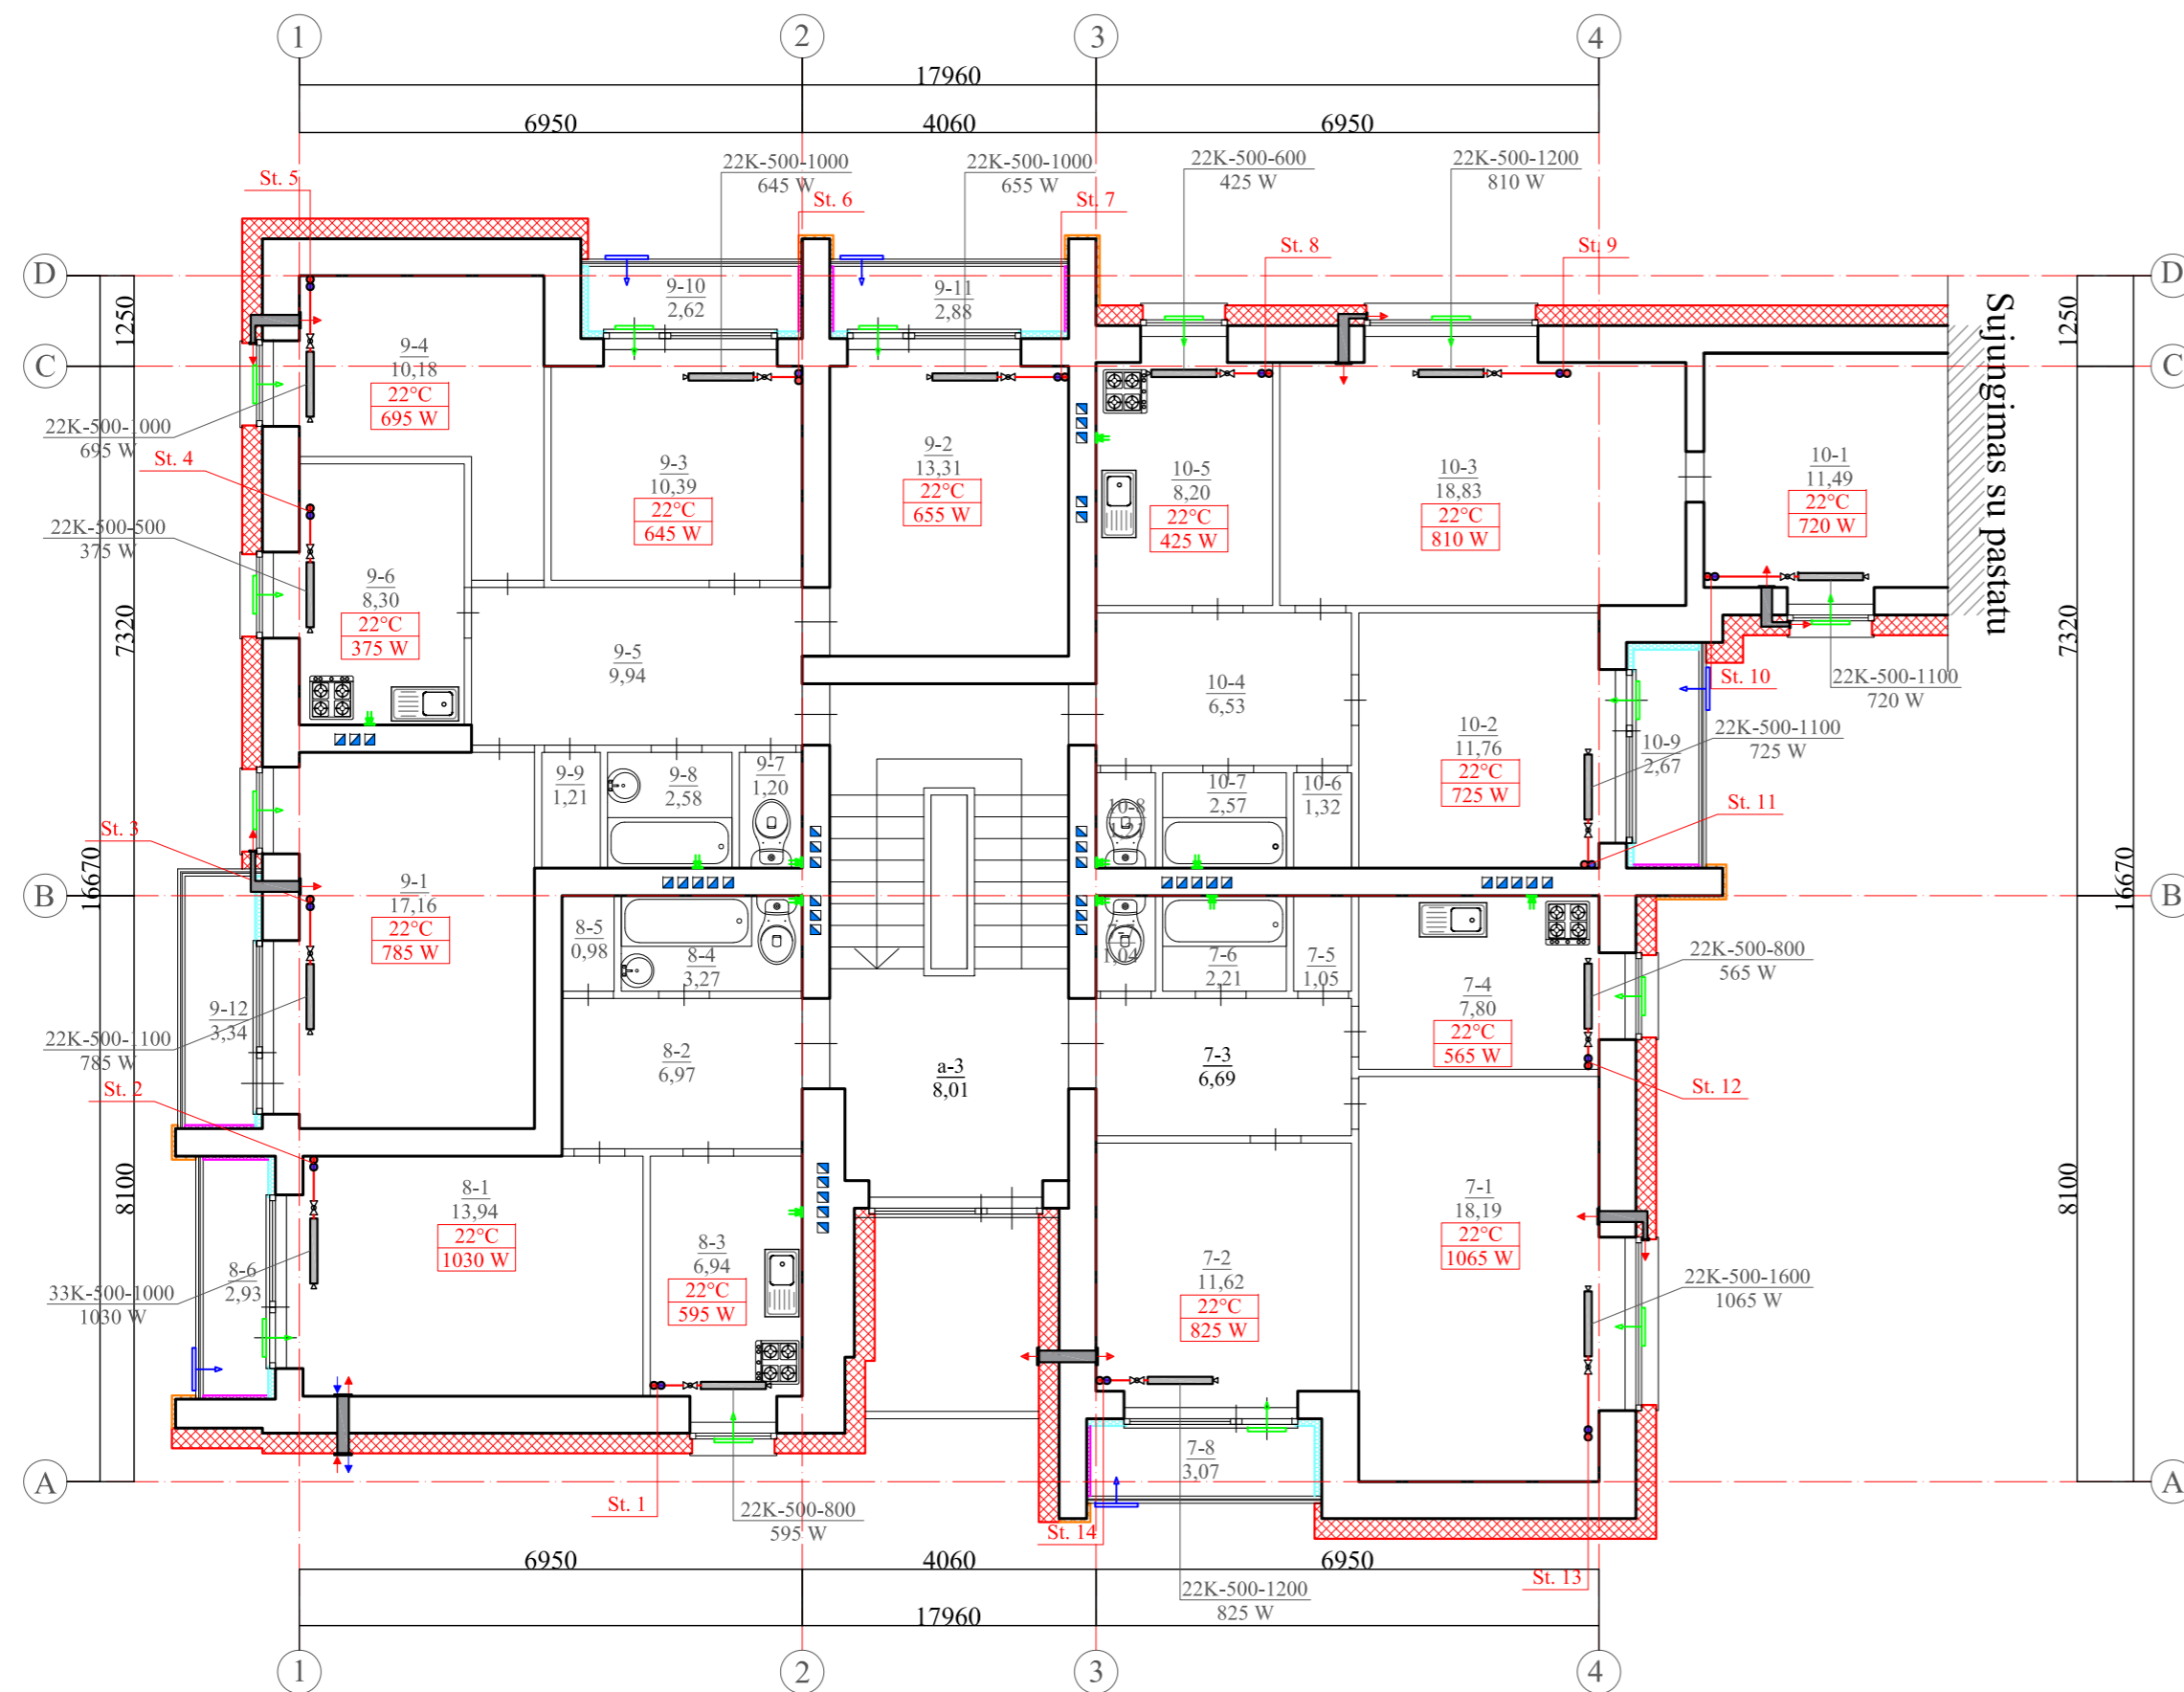 1
2
3
4
17960
6950
4060
6950
22K-500-1000
645 W
22K-500-1000
655 W
22K-500-600
425 W
22K-500-1200
810 W
St. 5
St. 6
St. 7
St. 8
St. 9
D
D
C
C
1250
1250
9-10
2,62
9-11
2,88
Sujungimas su pastatu
9-4
10,18
22°C
695 W
22K-500-1000
695 W
St. 4
9-3
10,39
22°C
645 W
9-2
13,31
22°C
655 W
10-5
8,20
22°C
425 W
10-3
18,83
22°C
810 W
10-1
11,49
22°C
720 W
22K-500-500
375 W
9-6
8,30
22°C
375 W
7320
7320
9-5
9,94
10-4
6,53
St. 10
22K-500-1100
720 W
10-2
11,76
22°C
725 W
10-9
2,67
22K-500-1100
725 W
9-9
1,21
9-8
2,58
9-7
1,20
10-8
1,21
10-7
2,57
10-6
1,32
St. 11
St. 3
16670
16670
B
B
9-1
17,16
22°C
785 W
8-5
0,98
8-4
3,27
1,04
7-6
2,21
7-5
1,05
7-4
7,80
22°C
565 W
22K-500-800
565 W
9-12
3,34
22K-500-1100
785 W
St. 2
8-2
6,97
a-3
8,01
7-3
6,69
St. 12
8100
8100
8-1
13,94
22°C
1030 W
8-3
6,94
22°C
595 W
7-2
11,62
22°C
825 W
7-1
18,19
22°C
1065 W
8-6
2,93
33K-500-1000
1030 W
22K-500-1600
1065 W
7-8
3,07
A
A
St. 1
22K-500-800
595 W
St. 14
St. 13
22K-500-1200
825 W
6950
4060
6950
17960
1
2
3
4